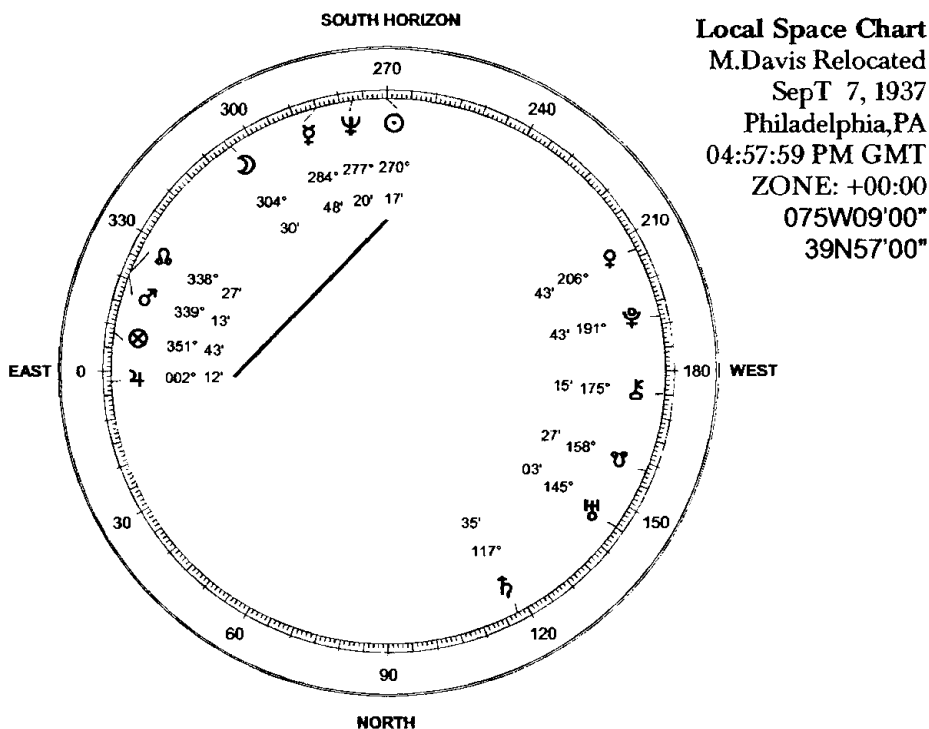 SOUTH HORIZON
Local Space Chart
M.Davis Relocated
SepT 7, 1937
Philadelphia,PA
04:57:59 PM GMT
ZONE: +00:00
075W09'00"
39N57'00"
270
300
240
330
210
EAST 0
180 WEST
30
150
60
120
90
NORTH
☽ 304° 30'
☿ 284° 48'
♆ 277° 20'
☉ 270° 17'
☊ 338° 27'
♂ 339° 13'
⊗ 351° 43'
♃ 002° 12'
♀ 206° 43'
43' 191°
15' 175° ⚷
27' 158° ☋
03' 145° ♅
35' 117° ♄